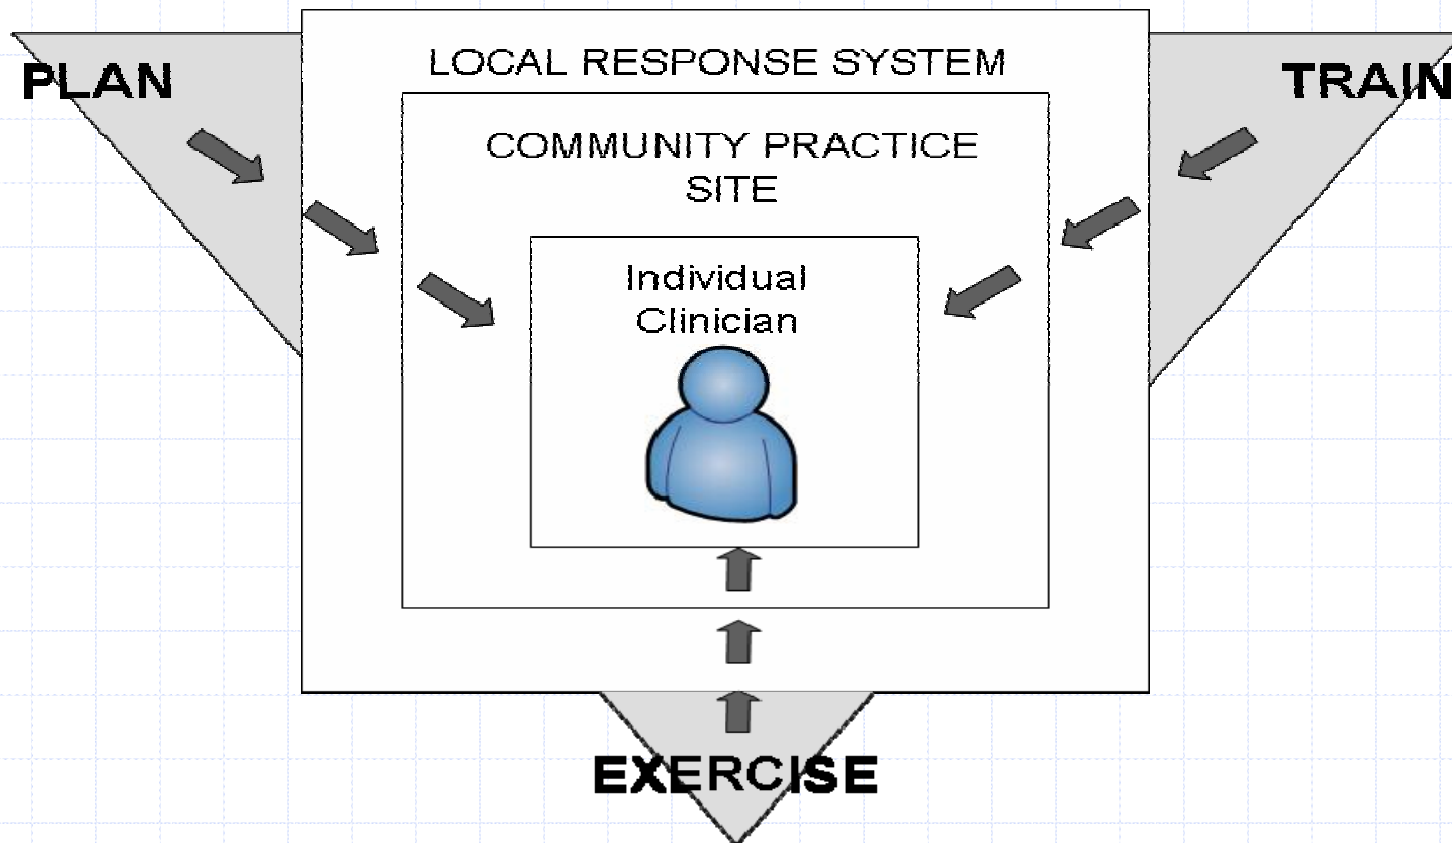 LOCAL RESPONSE SYSTEM
PLAN
TRAIN
COMMUNITY PRACTICE
SITE
Individual
Clinician
EXERCISE